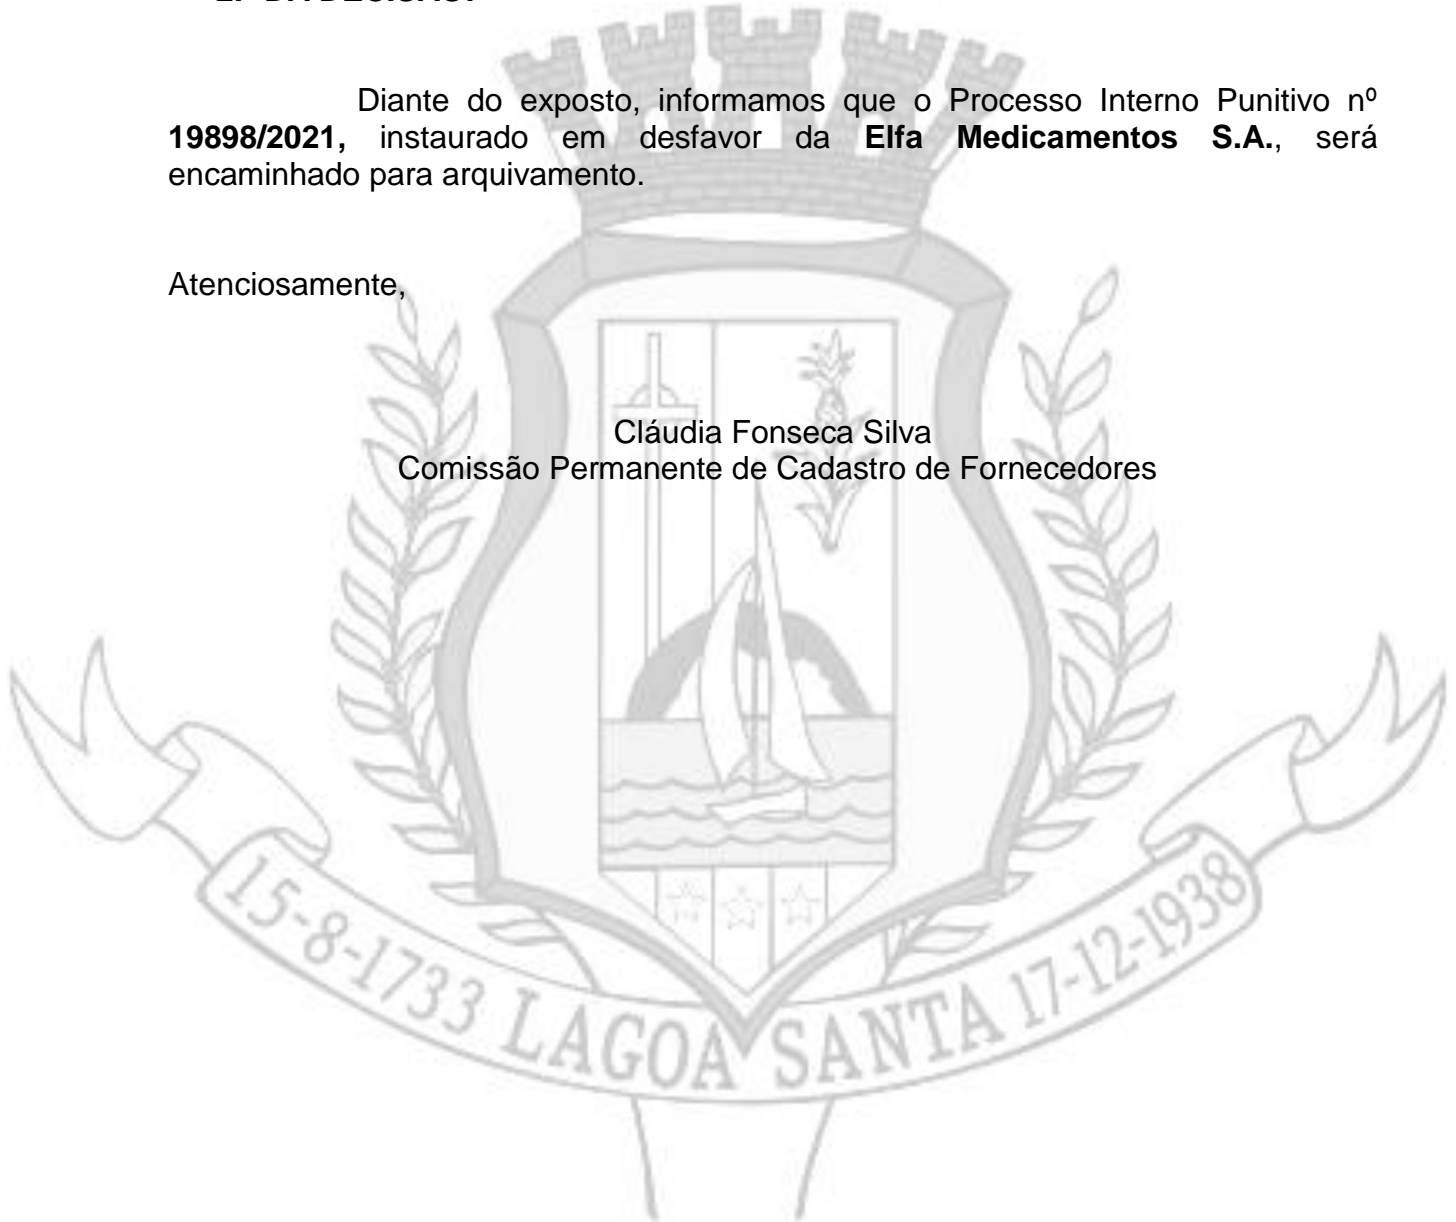 Diante do exposto, informamos que o Processo Interno Punitivo nº
19898/2021, instaurado em desfavor da Elfa Medicamentos S.A., será
encaminhado para arquivamento.
Atenciosamente,
Cláudia Fonseca Silva
Comissão Permanente de Cadastro de Fornecedores
15-8-1733 LAGOA SANTA 17-12-1938